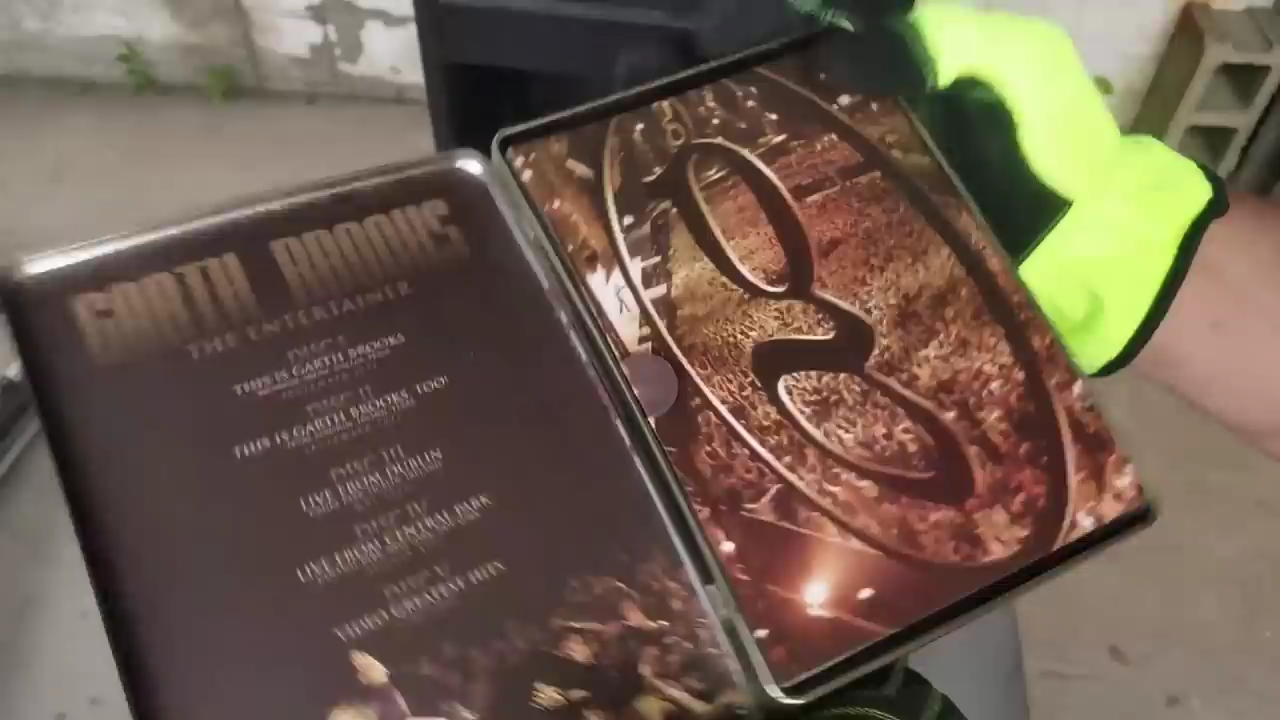 GARTH BROOKS
THE ENTERTAINER
DISC I
THIS IS GARTH BROOKS
DISC II
THIS IS GARTH BROOKS, TOO!
DISC III
LIVE FROM DUBLIN
DISC IV
LIVE FROM CENTRAL PARK
DISC V
VIDEO GREATEST HITS